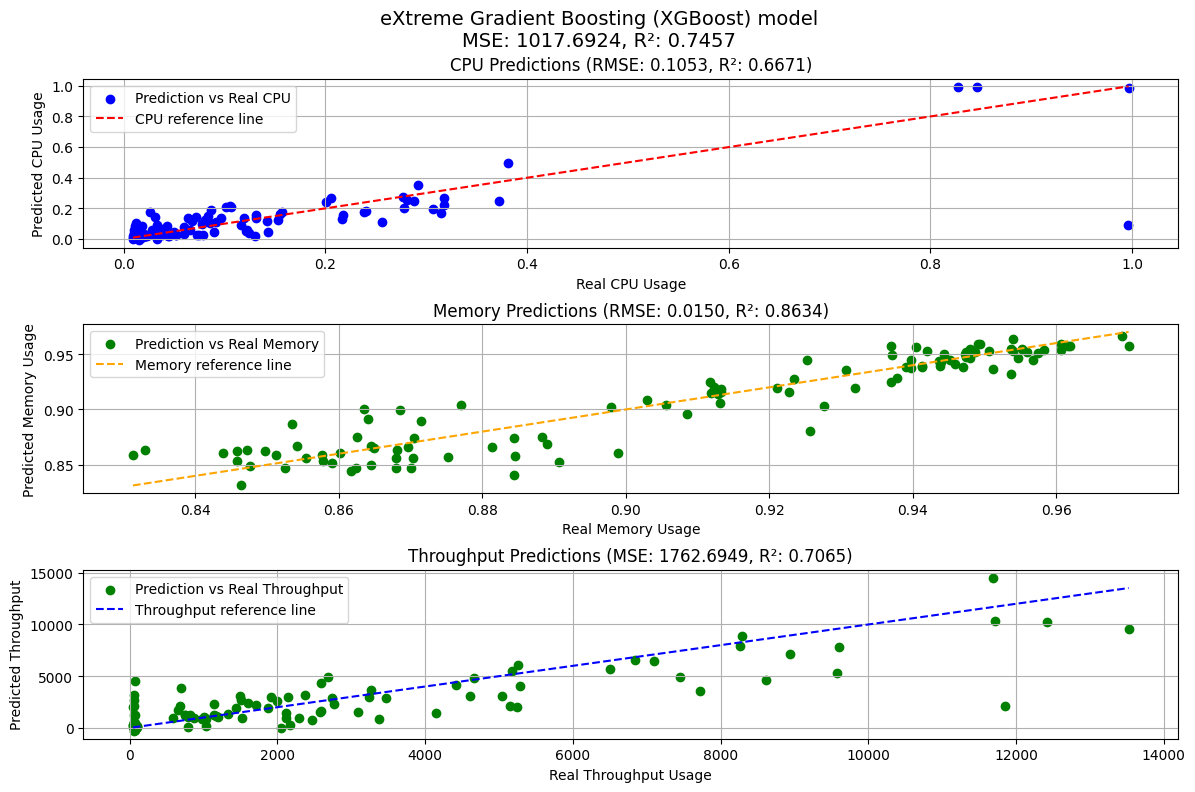 eXtreme Gradient Boosting (XGBoost) model
MSE: 1017.6924, R²: 0.7457
CPU Predictions (RMSE: 0.1053, R²: 0.6671)
Predicted CPU Usage
1.0
0.8
0.6
0.4
0.2
0.0
Prediction vs Real CPU
CPU reference line
0.0 0.2 0.4 0.6 0.8 1.0
Real CPU Usage
Memory Predictions (RMSE: 0.0150, R²: 0.8634)
Predicted Memory Usage
0.95
0.90
0.85
Prediction vs Real Memory
Memory reference line
0.84 0.86 0.88 0.90 0.92 0.94 0.96
Real Memory Usage
Throughput Predictions (MSE: 1762.6949, R²: 0.7065)
Predicted Throughput
15000
10000
5000
0
Prediction vs Real Throughput
Throughput reference line
0 2000 4000 6000 8000 10000 12000 14000
Real Throughput Usage